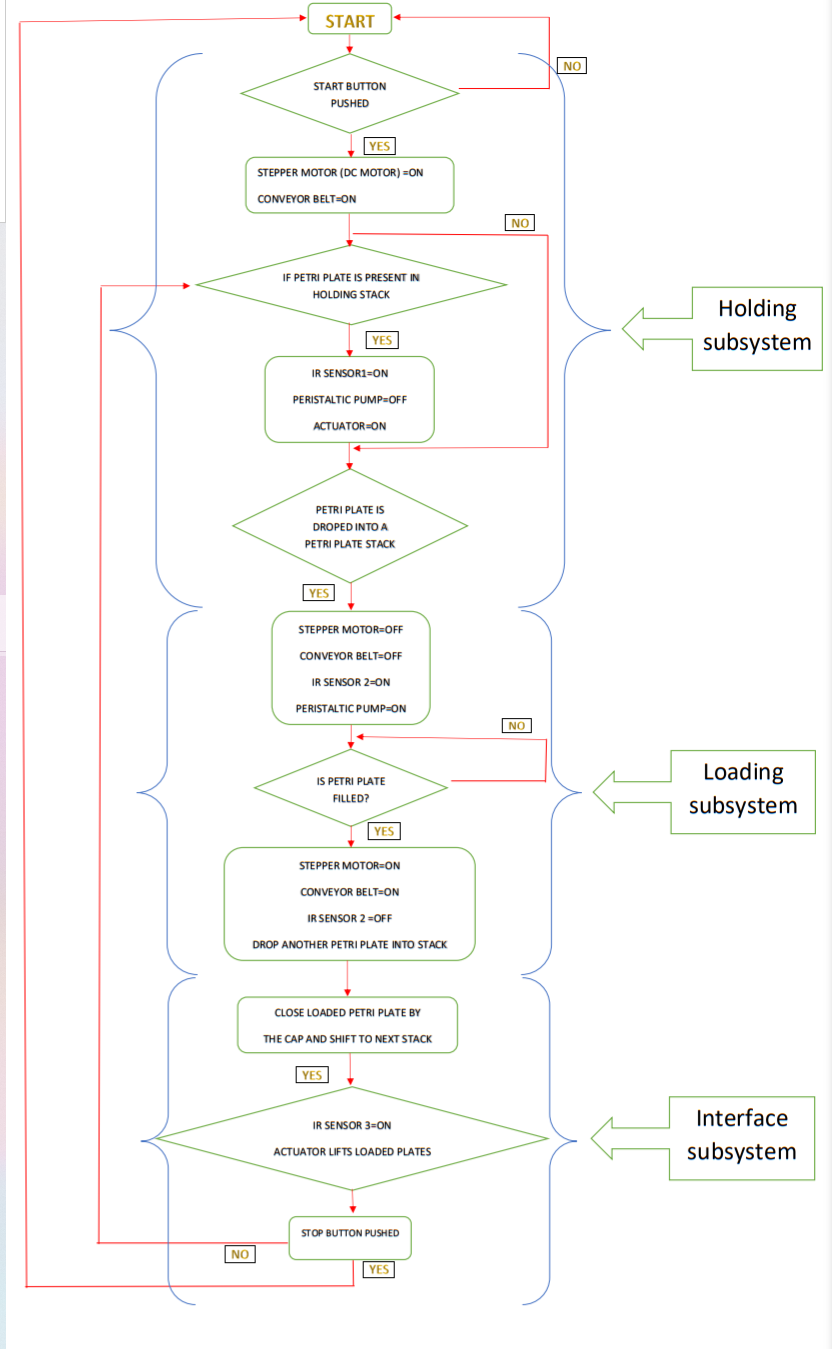 START
NO
START BUTTON
PUSHED
YES
STEPPER MOTOR (DC MOTOR) =ON
CONVEYOR BELT=ON
NO
IF PETRI PLATE IS PRESENT IN
HOLDING STACK
Holding
subsystem
YES
IR SENSOR1=ON
PERISTALTIC PUMP=OFF
ACTUATOR=ON
PETRI PLATE IS
DROPED INTO A
PETRI PLATE STACK
YES
STEPPER MOTOR=OFF
CONVEYOR BELT=OFF
IR SENSOR 2=ON
PERISTALTIC PUMP=ON
NO
IS PETRI PLATE
FILLED?
Loading
subsystem
YES
STEPPER MOTOR=ON
CONVEYOR BELT=ON
IR SENSOR 2 =OFF
DROP ANOTHER PETRI PLATE INTO STACK
CLOSE LOADED PETRI PLATE BY
THE CAP AND SHIFT TO NEXT STACK
YES
IR SENSOR 3=ON
ACTUATOR LIFTS LOADED PLATES
Interface
subsystem
STOP BUTTON PUSHED
NO
YES